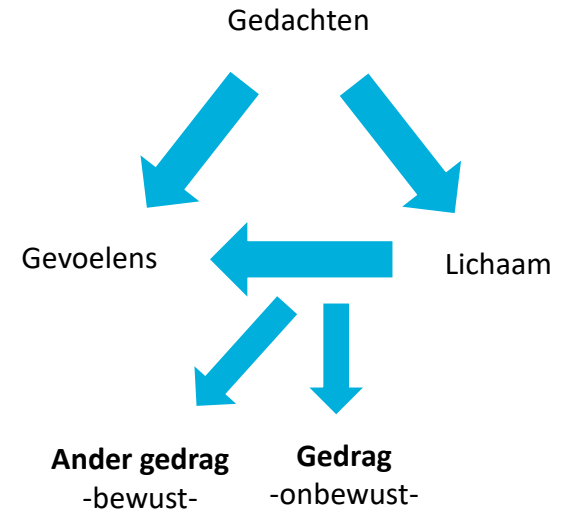 Gedachten
Gevoelens
Lichaam
Ander gedrag
-bewust-
Gedrag
-onbewust-